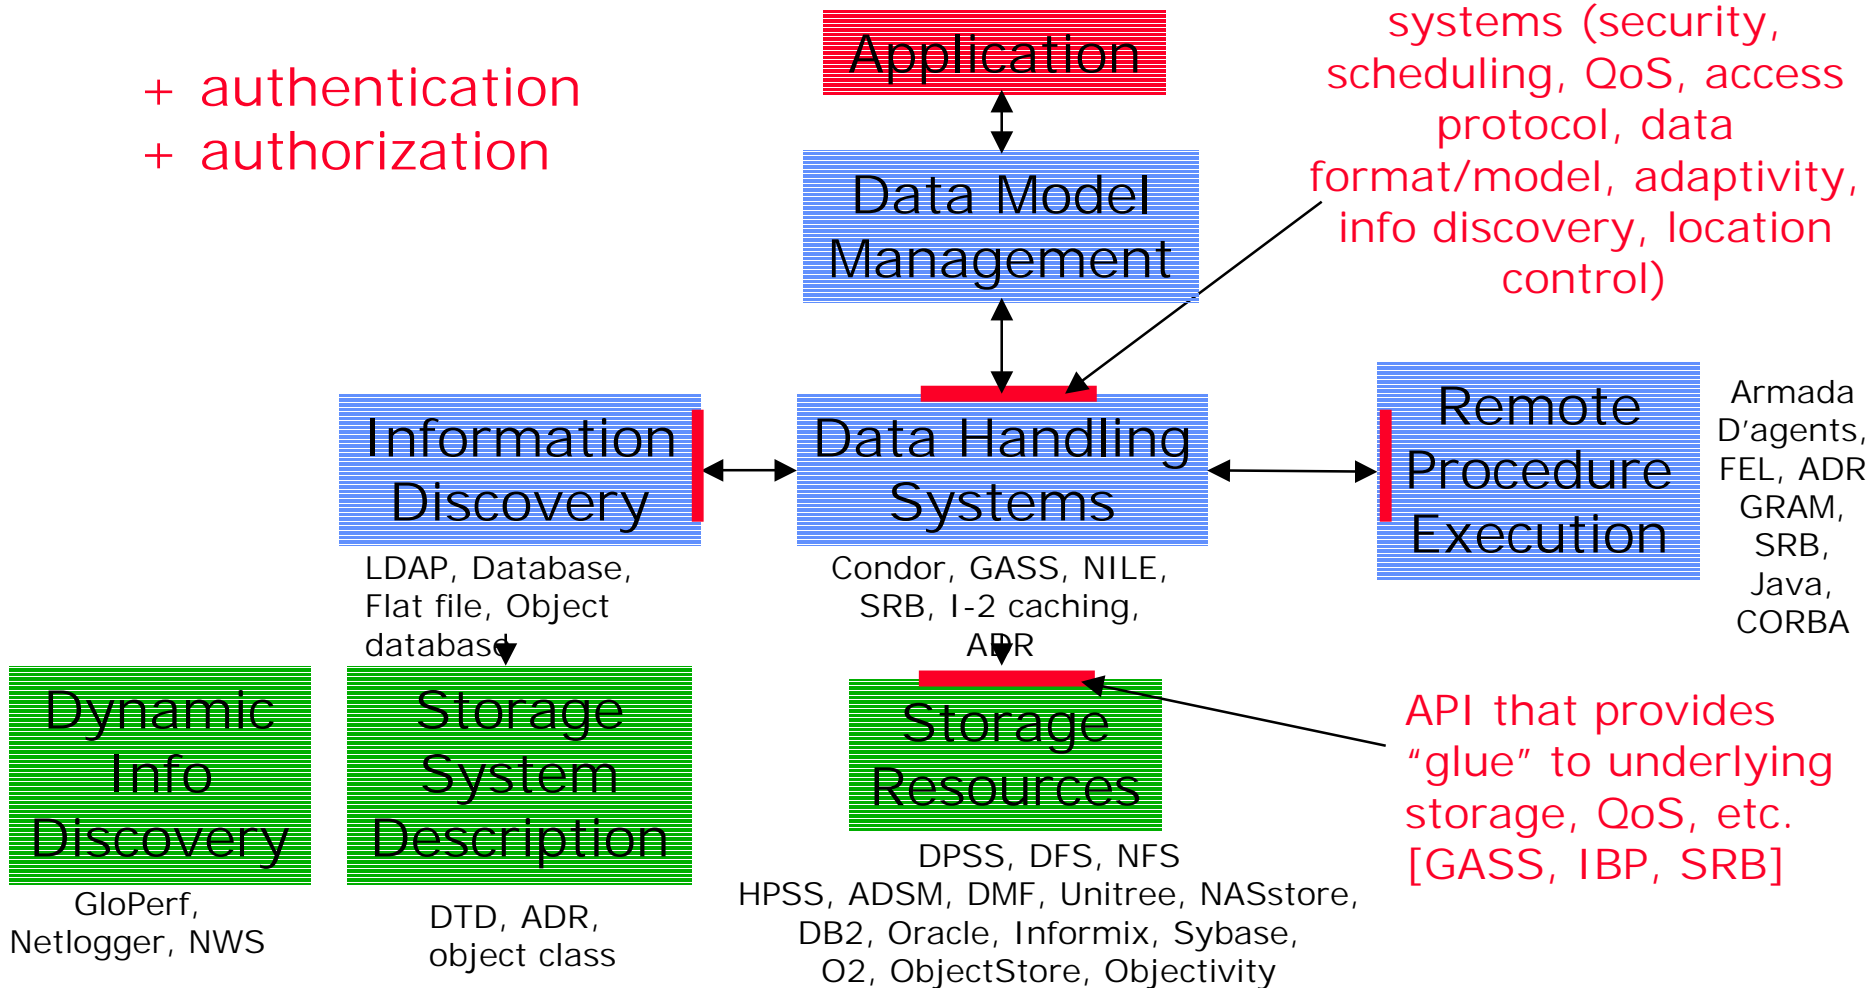 + authentication
+ authorization
Application
systems (security,
scheduling, QoS, access
protocol, data
format/model, adaptivity,
info discovery, location
control)
Data Model
Management
Information
Discovery
LDAP, Database,
Flat file, Object
database
Data Handling
Systems
Condor, GASS, NILE,
SRB, I-2 caching,
ADR
Remote
Procedure
Execution
Armada
D’agents,
FEL, ADR
GRAM,
SRB,
Java,
CORBA
Dynamic
Info
Discovery
GloPerf,
Netlogger, NWS
Storage
System
Description
DTD, ADR,
object class
Storage
Resources
DPSS, DFS, NFS
HPSS, ADSM, DMF, Unitree, NASstore,
DB2, Oracle, Informix, Sybase,
O2, ObjectStore, Objectivity
API that provides
“glue” to underlying
storage, QoS, etc.
[GASS, IBP, SRB]